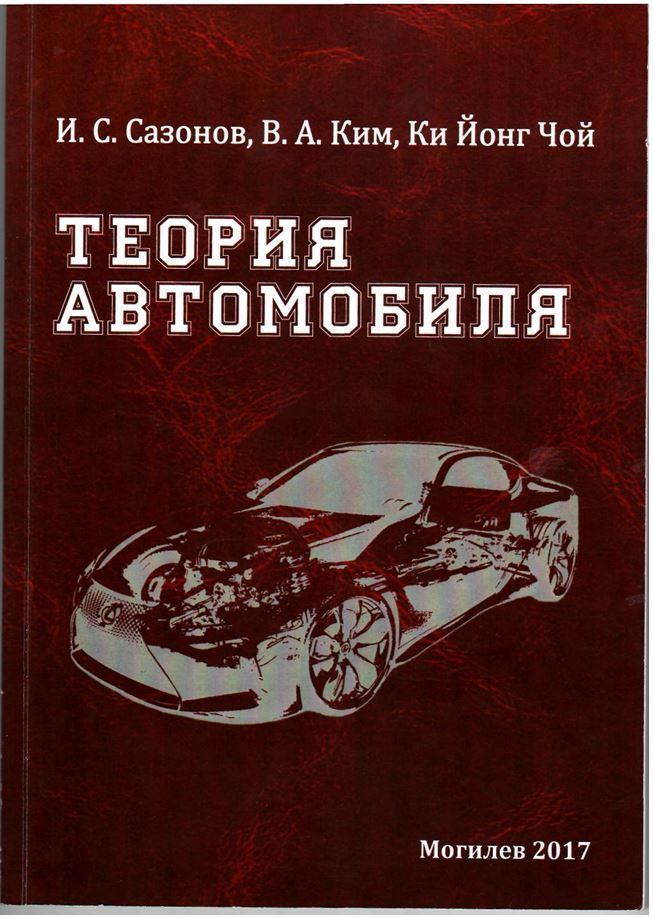 И. С. Сазонов, В. А. Ким, Ки Йонг Чой
ТЕОРИЯ
АВТОМОБИЛЯ
Могилев 2017